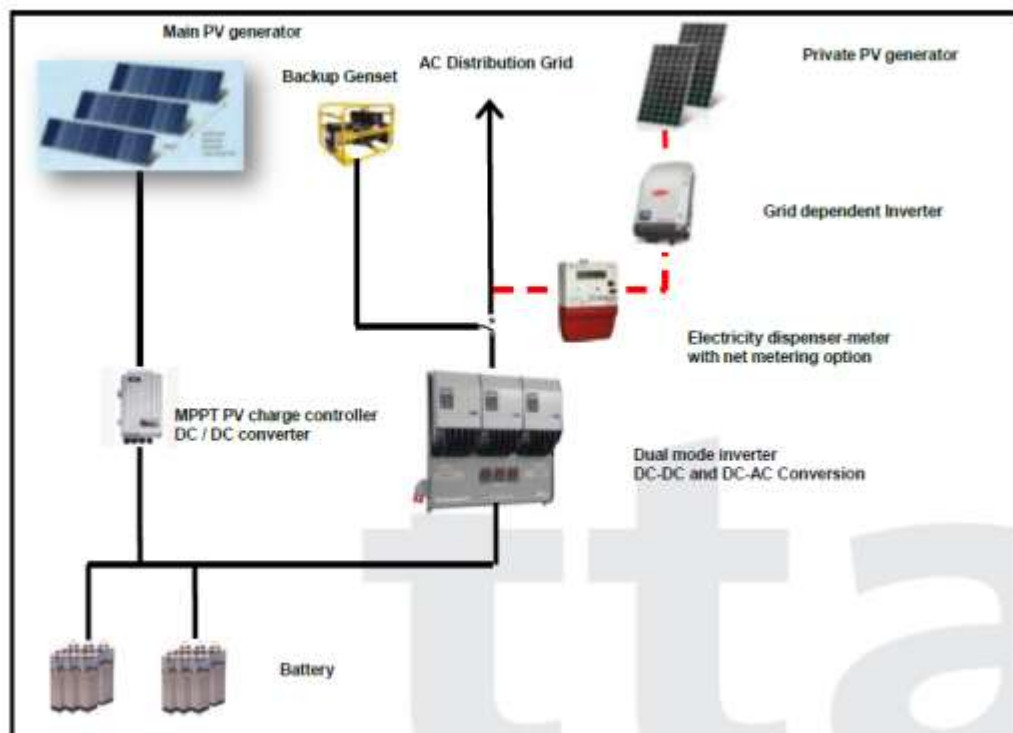 Main PV generator
Backup Genset
AC Distribution Grid
Private PV generator
Grid dependent Inverter
Electricity dispenser-meter
with net metering option
MPPT PV charge controller
DC / DC converter
Dual mode inverter
DC-DC and DC-AC Conversion
Battery
tta